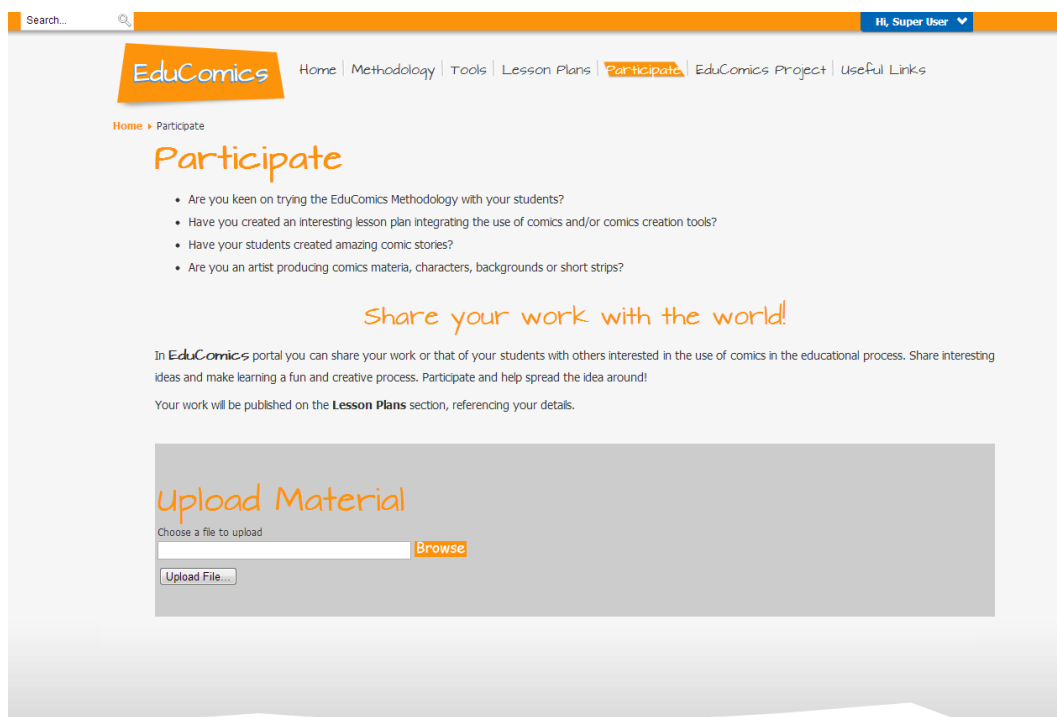 Search...
Hi, Super User
EduComics
Home | Methodology | Tools | Lesson Plans | Participate | EduComics Project | Useful Links
Home Participate
Participate
• Are you keen on trying the EduComics Methodology with your students?
• Have you created an interesting lesson plan integrating the use of comics and/or comics creation tools?
• Have your students created amazing comic stories?
• Are you an artist producing comics materia, characters, backgrounds or short strips?
Share your work with the world!
In EduComics portal you can share your work or that of your students with others interested in the use of comics in the educational process. Share interesting
ideas and make learning a fun and creative process. Participate and help spread the idea around!
Your work will be published on the Lesson Plans section, referencing your details.
Upload Material
Choose a file to upload
Browse
Upload File...